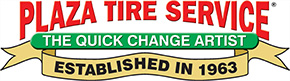 PLAZA TIRE SERVICE®
THE QUICK CHANGE ARTIST
ESTABLISHED IN 1963